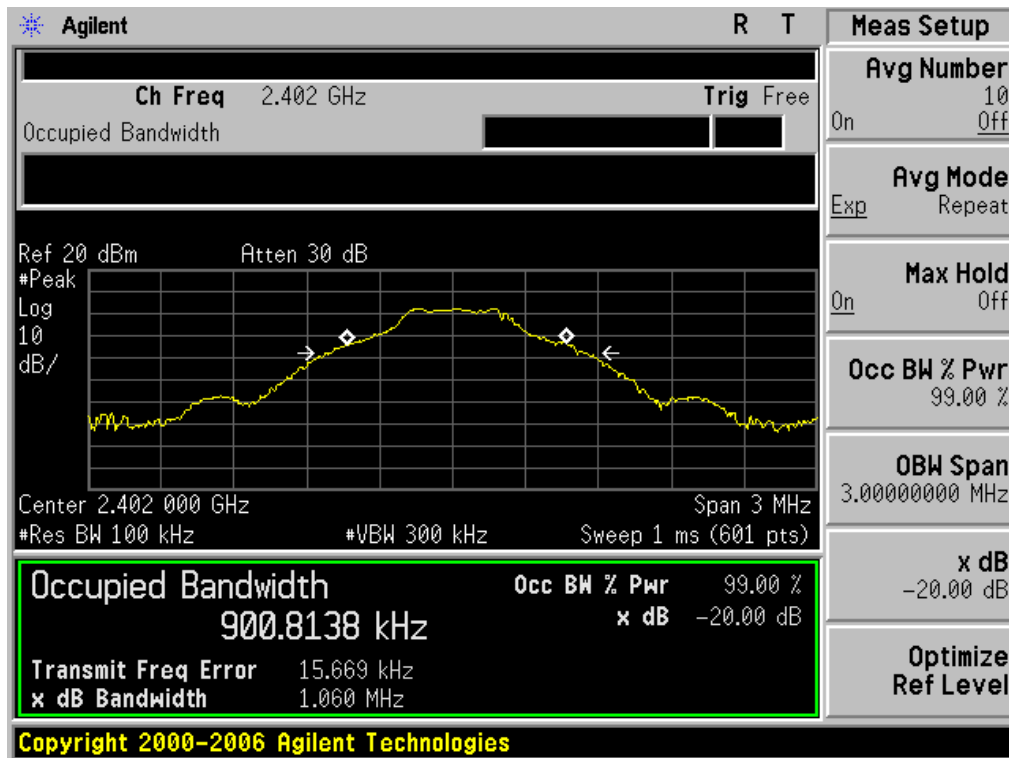 Agilent R T
Ch Freq 2.402 GHz Trig Free
Occupied Bandwidth
Ref 20 dBm Atten 30 dB
#Peak
Log
10
dB/
Center 2.402 000 GHz Span 3 MHz
#Res BW 100 kHz #VBW 300 kHz Sweep 1 ms (601 pts)
Occupied Bandwidth Occ BW % Pwr 99.00 %
900.8138 kHz x dB -20.00 dB
Transmit Freq Error 15.669 kHz
x dB Bandwidth 1.060 MHz
Copyright 2000-2006 Agilent Technologies
Meas Setup
Avg Number
10
On Off
Avg Mode
Exp Repeat
Max Hold
On Off
Occ BW % Pwr
99.00 %
OBW Span
3.00000000 MHz
x dB
-20.00 dB
Optimize
Ref Level